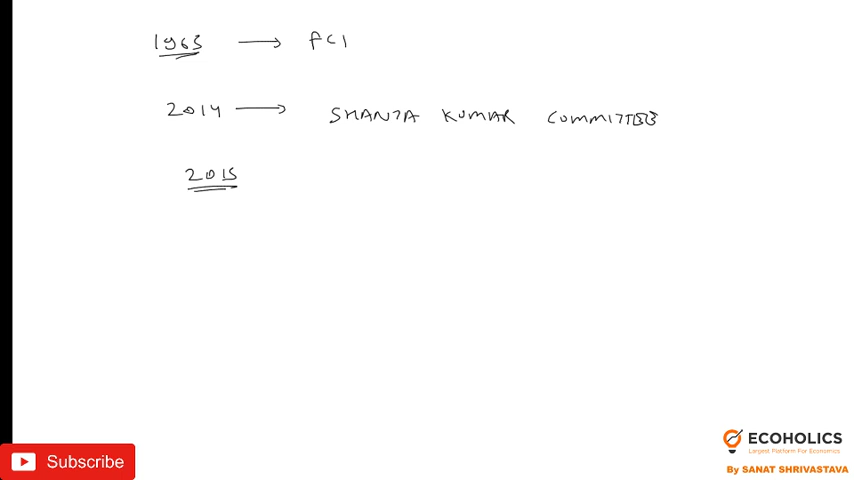 1965 → FCI
2014 → SHANTA KUMAR COMMITTEE
2015
Subscribe
ECOHOLICS
Largest Platform For Economics
By SANAT SHRIVASTAVA